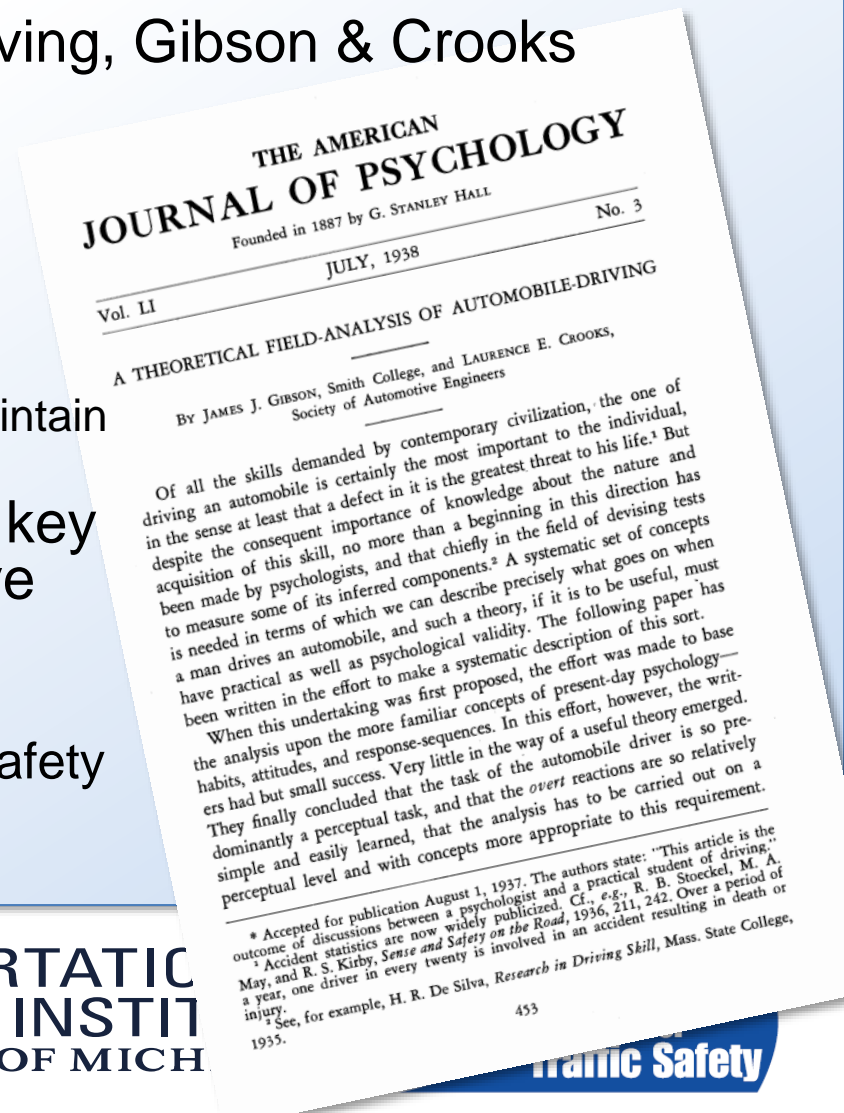 ving, Gibson & Crooks
THE AMERICAN
JOURNAL OF PSYCHOLOGY
Founded in 1887 by G. STANLEY HALL
Vol. LI JULY, 1938 No. 3
A THEORETICAL FIELD-ANALYSIS OF AUTOMOBILE-DRIVING
By JAMES J. GIBSON, Smith College, and LAURENCE E. CROOKS,
Society of Automotive Engineers
intain
key
e
afety
Of all the skills demanded by contemporary civilization, the one of
driving an automobile is certainly the most important to the individual,
in the sense at least that a defect in it is the greatest threat to his life.¹ But
despite the consequent importance of knowledge about the nature and
acquisition of this skill, no more than a beginning in this direction has
been made by psychologists, and that chiefly in the field of devising tests
to measure some of its inferred components.² A systematic set of concepts
is needed in terms of which we can describe precisely what goes on when
a man drives an automobile, and such a theory, if it is to be useful, must
have practical as well as psychological validity. The following paper has
been written in the effort to make a systematic description of this sort.
When this undertaking was first proposed, the effort was made to base
the analysis upon the more familiar concepts of present-day psychology—
habits, attitudes, and response-sequences. In this effort, however, the writ-
ers had but small success. Very little in the way of a useful theory emerged.
They finally concluded that the task of the automobile driver is so pre-
dominantly a perceptual task, and that the overt reactions are so relatively
simple and easily learned, that the analysis has to be carried out on a
perceptual level and with concepts more appropriate to this requirement.
* Accepted for publication August 1, 1937. The authors state: "This article is the
outcome of discussions between a psychologist and a practical student of driving."
¹ Accident statistics are now widely publicized. Cf., e.g., R. B. Stoeckel, M. A.
May, and R. S. Kirby, Sense and Safety on the Road, 1936, 211, 242. Over a period of
a year, one driver in every twenty is involved in an accident resulting in death or
injury.
² See, for example, H. R. De Silva, Research in Driving Skill, Mass. State College,
1935.
453
RTATIO
INSTIT
OF MICH
Traffic Safety